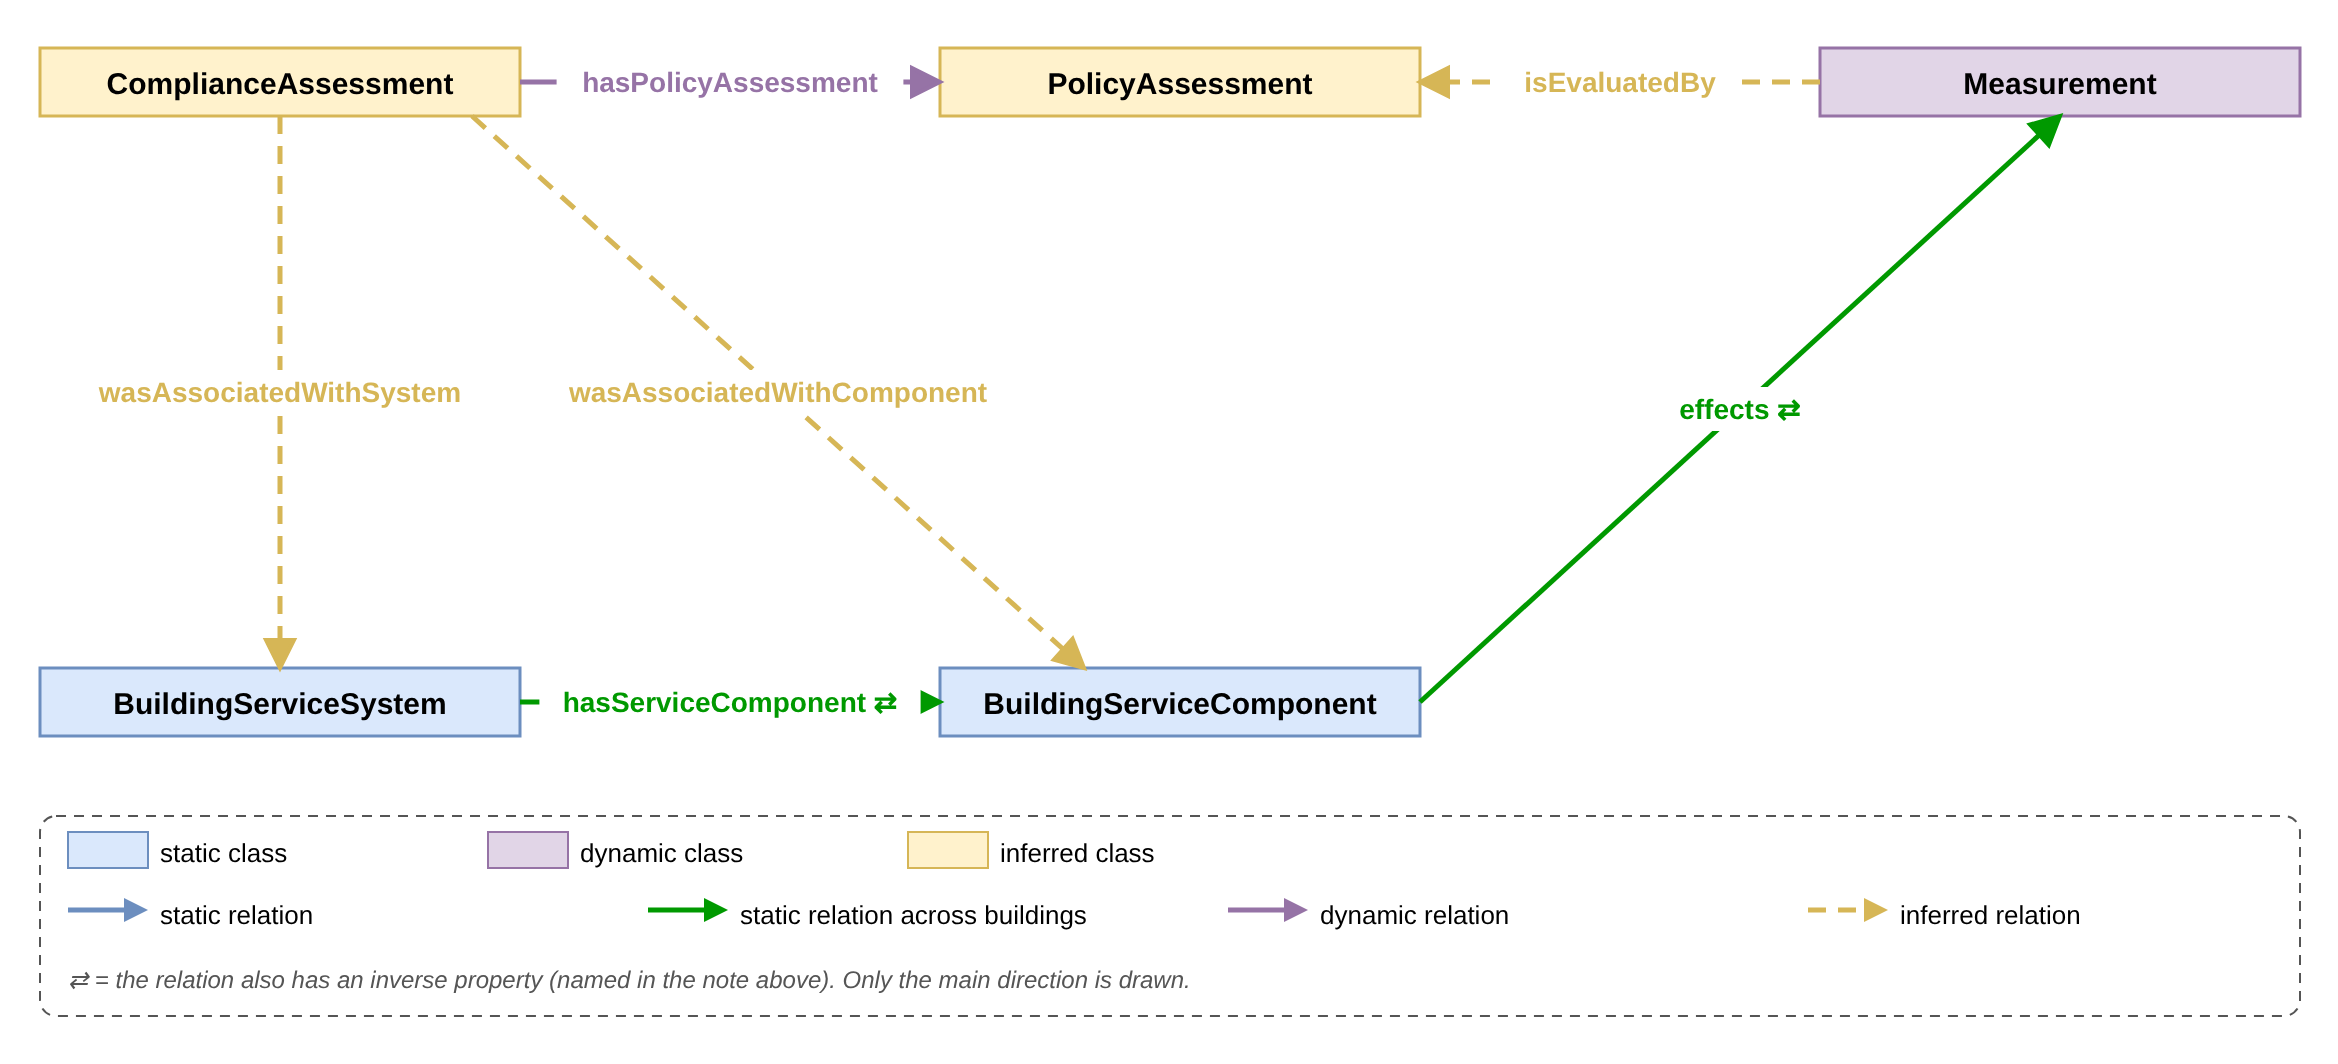 ComplianceAssessment
hasPolicyAssessment
PolicyAssessment
isEvaluatedBy
Measurement
wasAssociatedWithSystem
wasAssociatedWithComponent
effects ⇄
BuildingServiceSystem
hasServiceComponent ⇄
BuildingServiceComponent
static class
dynamic class
inferred class
static relation
static relation across buildings
dynamic relation
inferred relation
⇄ = the relation also has an inverse property (named in the note above). Only the main direction is drawn.